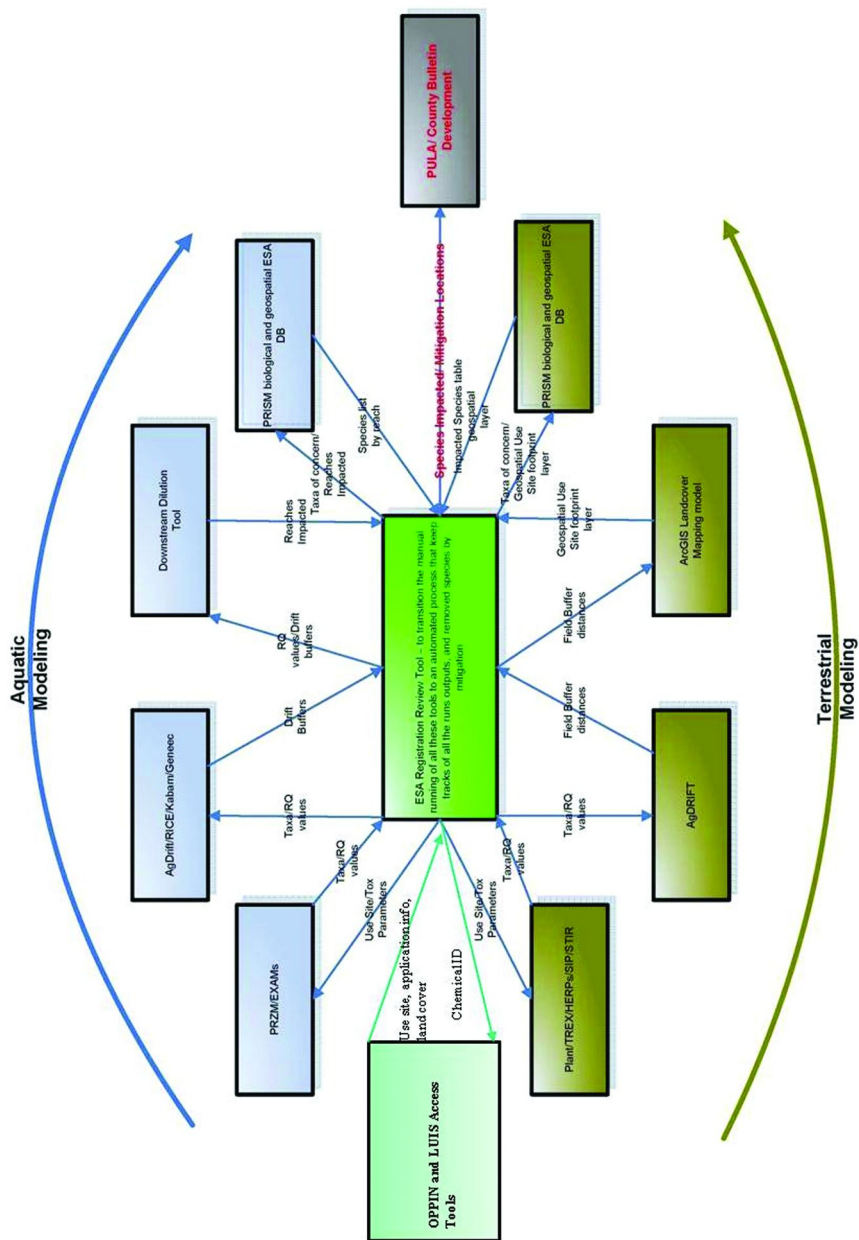 Aquatic
Modeling
PRZM/EXAMs
AgDrift/RICE/Kabam/Geneec
Downstream Dilution
Tool
PRISM biological and geospatial ESA
DB
Use Site/Tox
Parameters
Taxa/RQ
values
Taxa/RQ
values
Drift
Buffers
RQ
values/Drift
buffers
Reaches
Impacted
Taxa of concern/
Reaches
Impacted
Species list
by reach
OPPIN and LUIS Access
Tools
Use site, application info,
land cover
ChemicalID
ESA Registration Review Tool – to transition the manual
running of all these tools to an automated process that keep
tracks of all the runs outputs, and removed species by
mitigation
Species Impacted/ Mitigation Locations
PULA/ County Bulletin
Development
Impacted Species table
geospatial
layer
Use Site/Tox
Parameters
Taxa/RQ
values
Taxa/RQ
values
Field Buffer
distances
Field Buffer
distances
Geospatial Use
Site footprint
layer
Taxa of concern/
Geospatial Use
Site footprint
layer
Plant/TREX/HERPs/SIP/STIR
AgDRIFT
ArcGIS Landcover
Mapping model
PRISM biological and geospatial ESA
DB
Terrestrial
Modeling